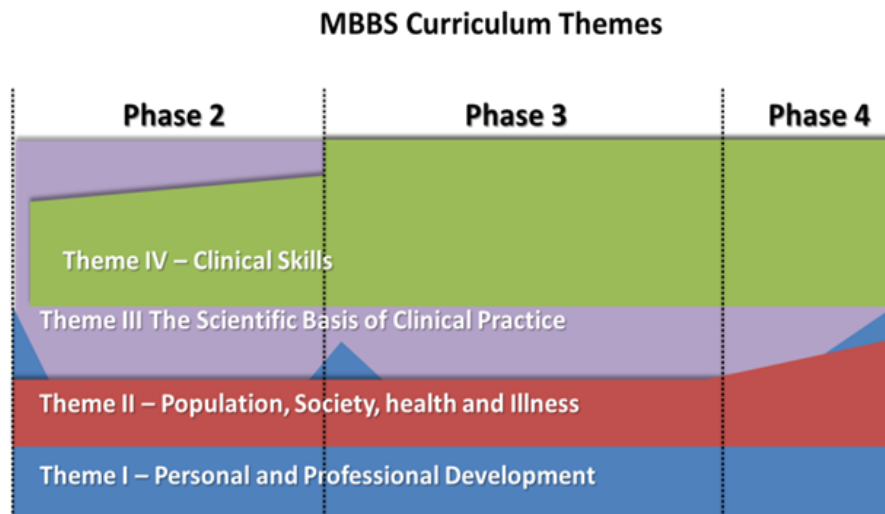 MBBS Curriculum Themes
Phase 2
Phase 3
Phase 4
Theme IV – Clinical Skills
Theme III The Scientific Basis of Clinical Practice
Theme II – Population, Society, health and Illness
Theme I – Personal and Professional Development